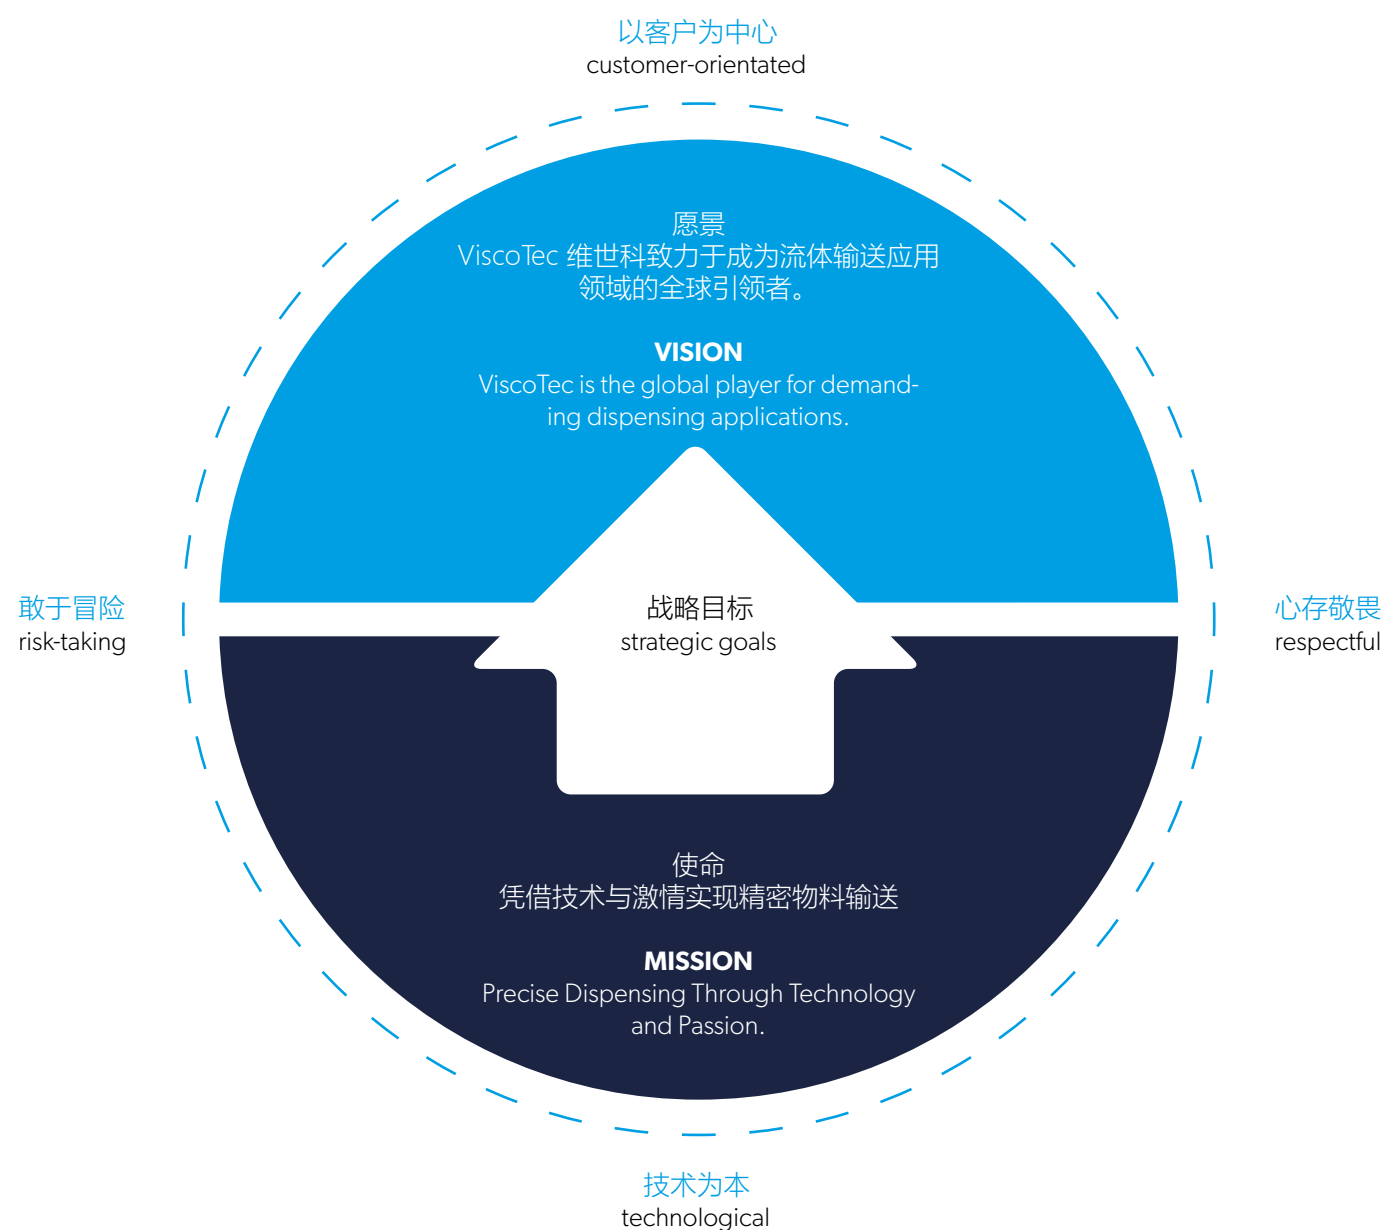 以客户为中心
customer-orientated
愿景
ViscoTec 维世科致力于成为流体输送应用
领域的全球引领者。
VISION
ViscoTec is the global player for demand-
ing dispensing applications.
敢于冒险
risk-taking
战略目标
strategic goals
心存敬畏
respectful
使命
凭借技术与激情实现精密物料输送
MISSION
Precise Dispensing Through Technology
and Passion.
技术为本
technological